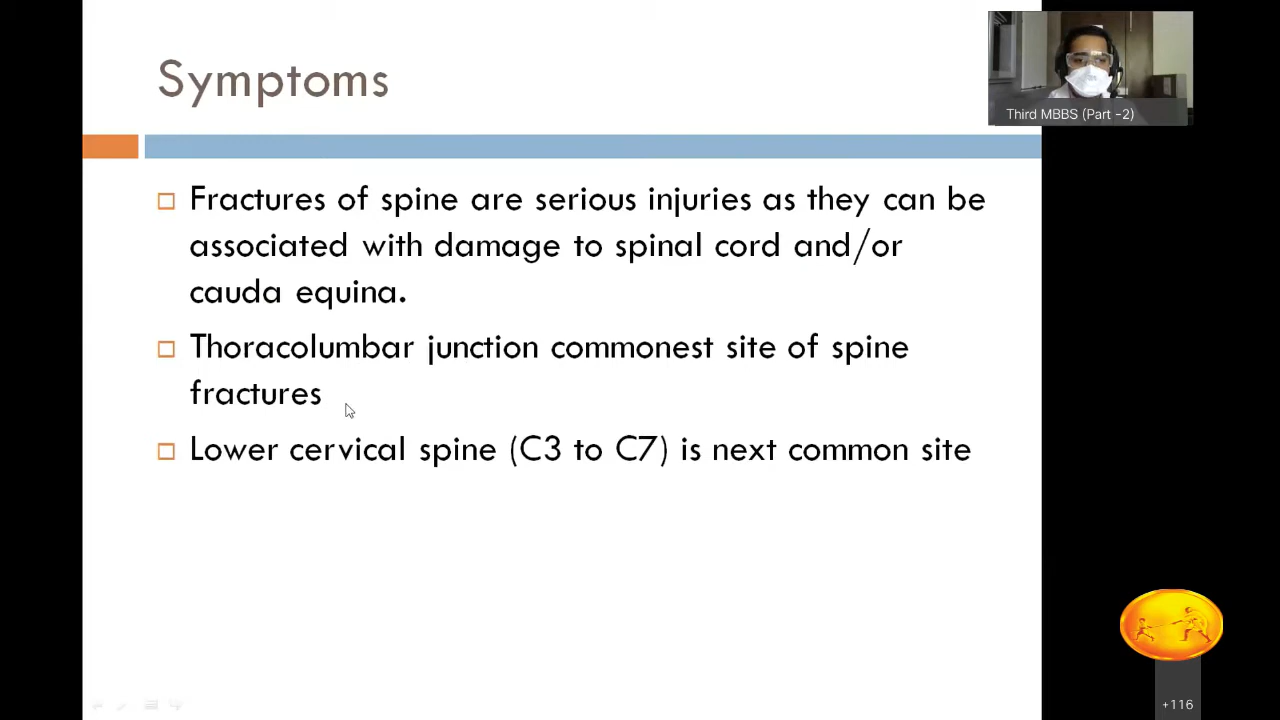 Symptoms
Third MBBS (Part -2)
Fractures of spine are serious injuries as they can be
associated with damage to spinal cord and/or
cauda equina.
Thoracolumbar junction commonest site of spine
fractures
Lower cervical spine (C3 to C7) is next common site
+116